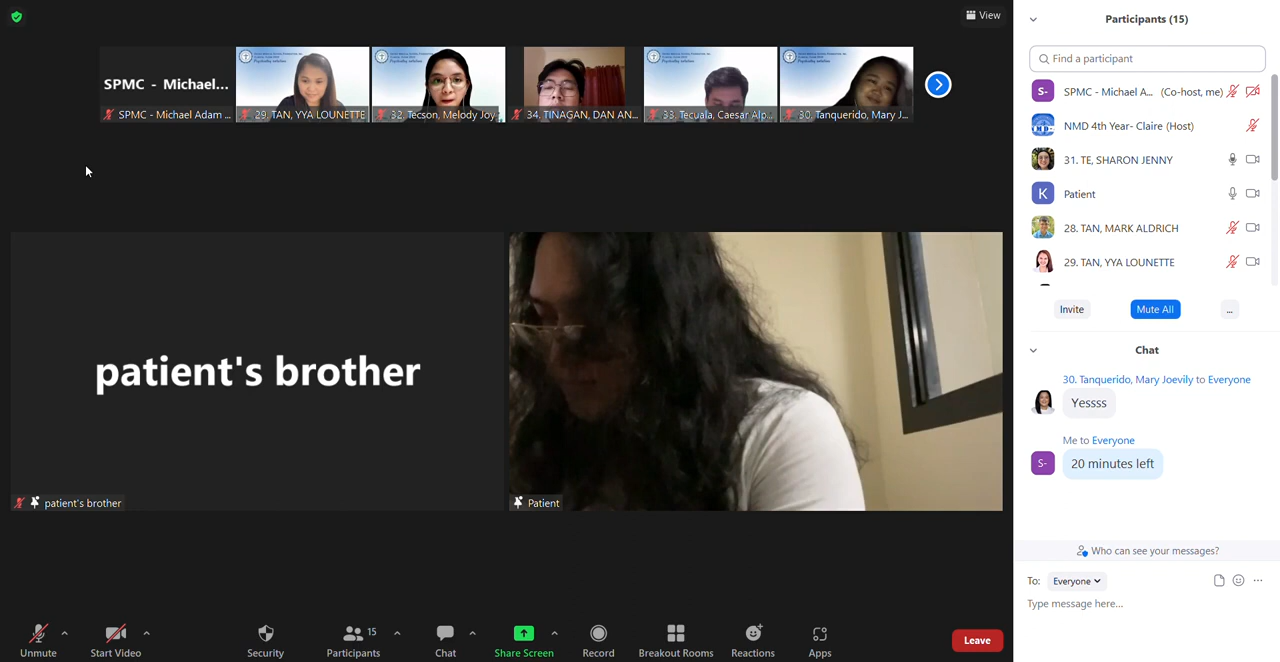 View
SPMC - Michael...
SPMC - Michael Adam ...
29. TAN, YYA LOUNETTE
32. Tecson, Melody Joy
34. TINAGAN, DAN AN...
33. Tecuala, Caesar Alp...
30. Tanquerido, Mary J...
patient's brother
patient's brother
Patient
Unmute
Start Video
Security
15
Participants
Chat
Share Screen
Record
Breakout Rooms
Reactions
Apps
Leave
Participants (15)
Find a participant
S-
SPMC - Michael A... (Co-host, me)
NMD 4th Year- Claire (Host)
31. TE, SHARON JENNY
K
Patient
28. TAN, MARK ALDRICH
29. TAN, YYA LOUNETTE
Invite
Mute All
...
Chat
30. Tanquerido, Mary Joevily to Everyone
Yessss
Me to Everyone
S-
20 minutes left
Who can see your messages?
To: Everyone
Type message here...